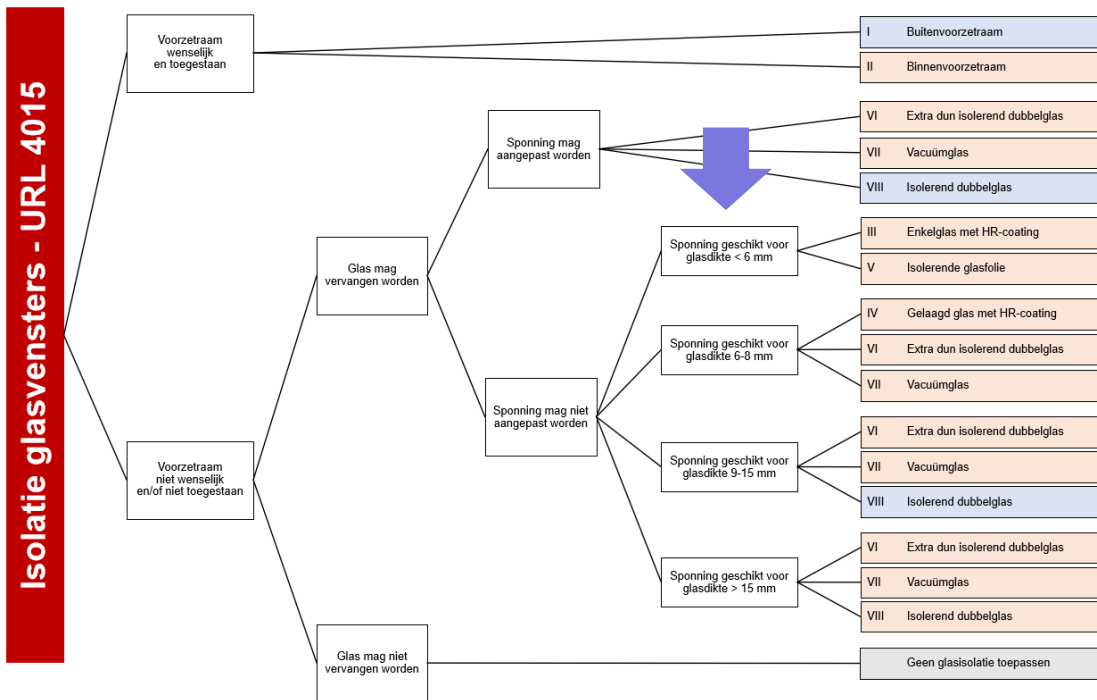 Isolatie glasvensters - URL 4015
Voorzetraam
wenselijk
en toegestaan
I Buitenvoorzetraam
II Binnenvoorzetraam
Voorzetraam
niet wenselijk
en/of niet toegestaan
Glas mag
vervangen worden
Sponning mag
aangepast worden
VI Extra dun isolerend dubbelglas
VII Vacuümglas
VIII Isolerend dubbelglas
Sponning mag niet
aangepast worden
Sponning geschikt voor
glasdikte < 6 mm
III Enkelglas met HR-coating
V Isolerende glasfolie
Sponning geschikt voor
glasdikte 6-8 mm
IV Gelaagd glas met HR-coating
VI Extra dun isolerend dubbelglas
VII Vacuümglas
Sponning geschikt voor
glasdikte 9-15 mm
VI Extra dun isolerend dubbelglas
VII Vacuümglas
VIII Isolerend dubbelglas
Sponning geschikt voor
glasdikte > 15 mm
VI Extra dun isolerend dubbelglas
VII Vacuümglas
VIII Isolerend dubbelglas
Glas mag niet
vervangen worden
Geen glasisolatie toepassen